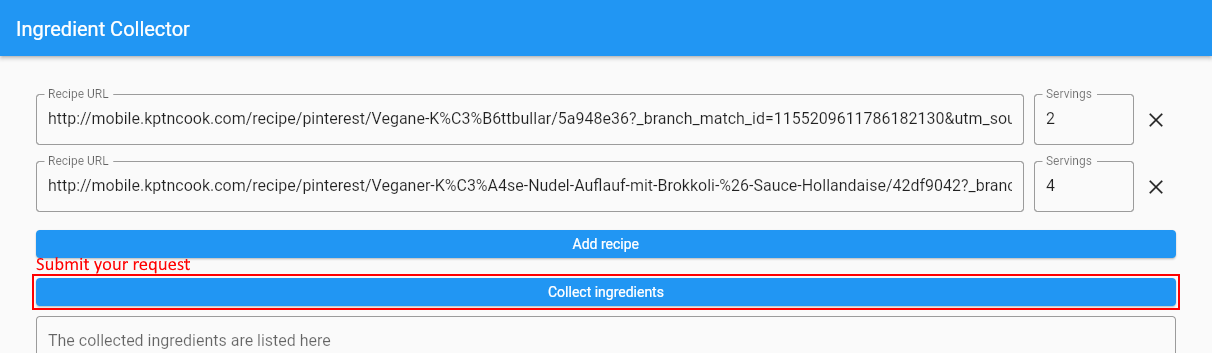 Ingredient Collector
Recipe URL
Servings
http://mobile.kptncook.com/recipe/pinterest/Vegane-K%C3%B6ttbullar/5a948e36?_branch_match_id=1155209611786182130&utm_sou
2
Recipe URL
Servings
http://mobile.kptncook.com/recipe/pinterest/Veganer-K%C3%A4se-Nudel-Auflauf-mit-Brokkoli-%26-Sauce-Hollandaise/42df9042?_branc
4
Add recipe
Submit your request
Collect ingredients
The collected ingredients are listed here